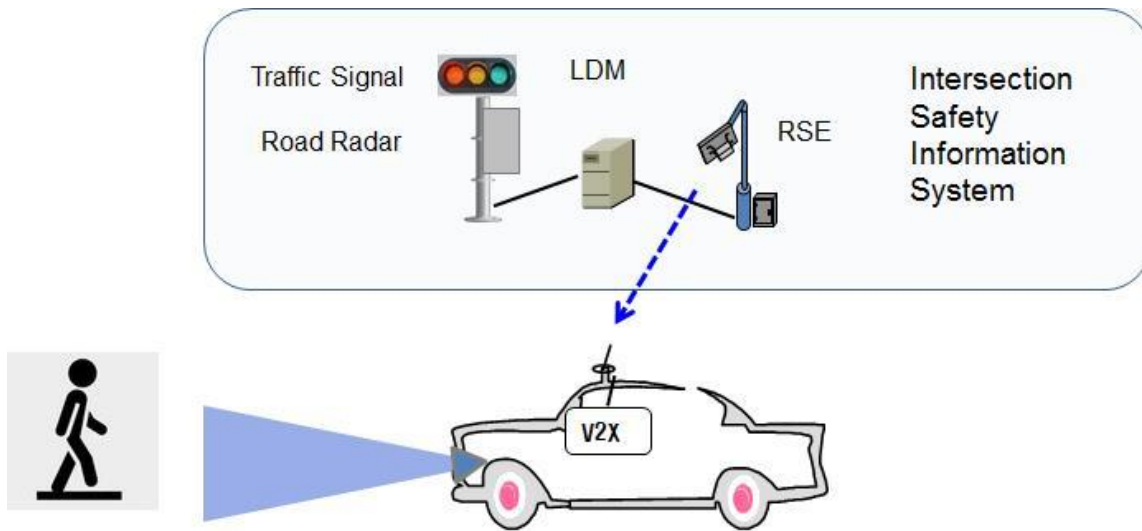 Traffic Signal
LDM
Road Radar
RSE
Intersection
Safety
Information
System
V2X